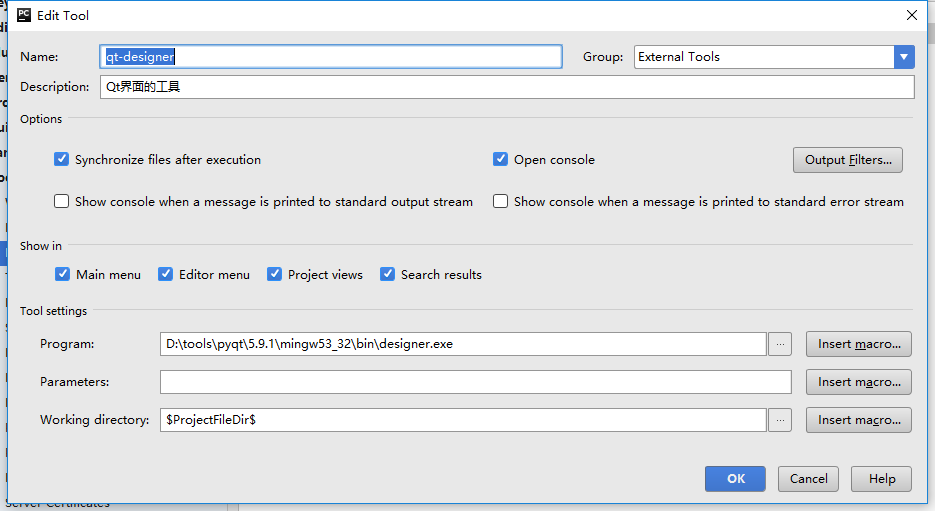 PC Edit Tool
Name: qt-designer Group: External Tools
Description: Qt界面的工具
Options
Synchronize files after execution Open console Output Filters...
Show console when a message is printed to standard output stream Show console when a message is printed to standard error stream
Show in
Main menu Editor menu Project views Search results
Tool settings
Program: D:\tools\pyqt\5.9.1\mingw53_32\bin\designer.exe ... Insert macro...
Parameters: Insert macro...
Working directory: $ProjectFileDir$ ... Insert macro...
OK Cancel Help
Server Certificates